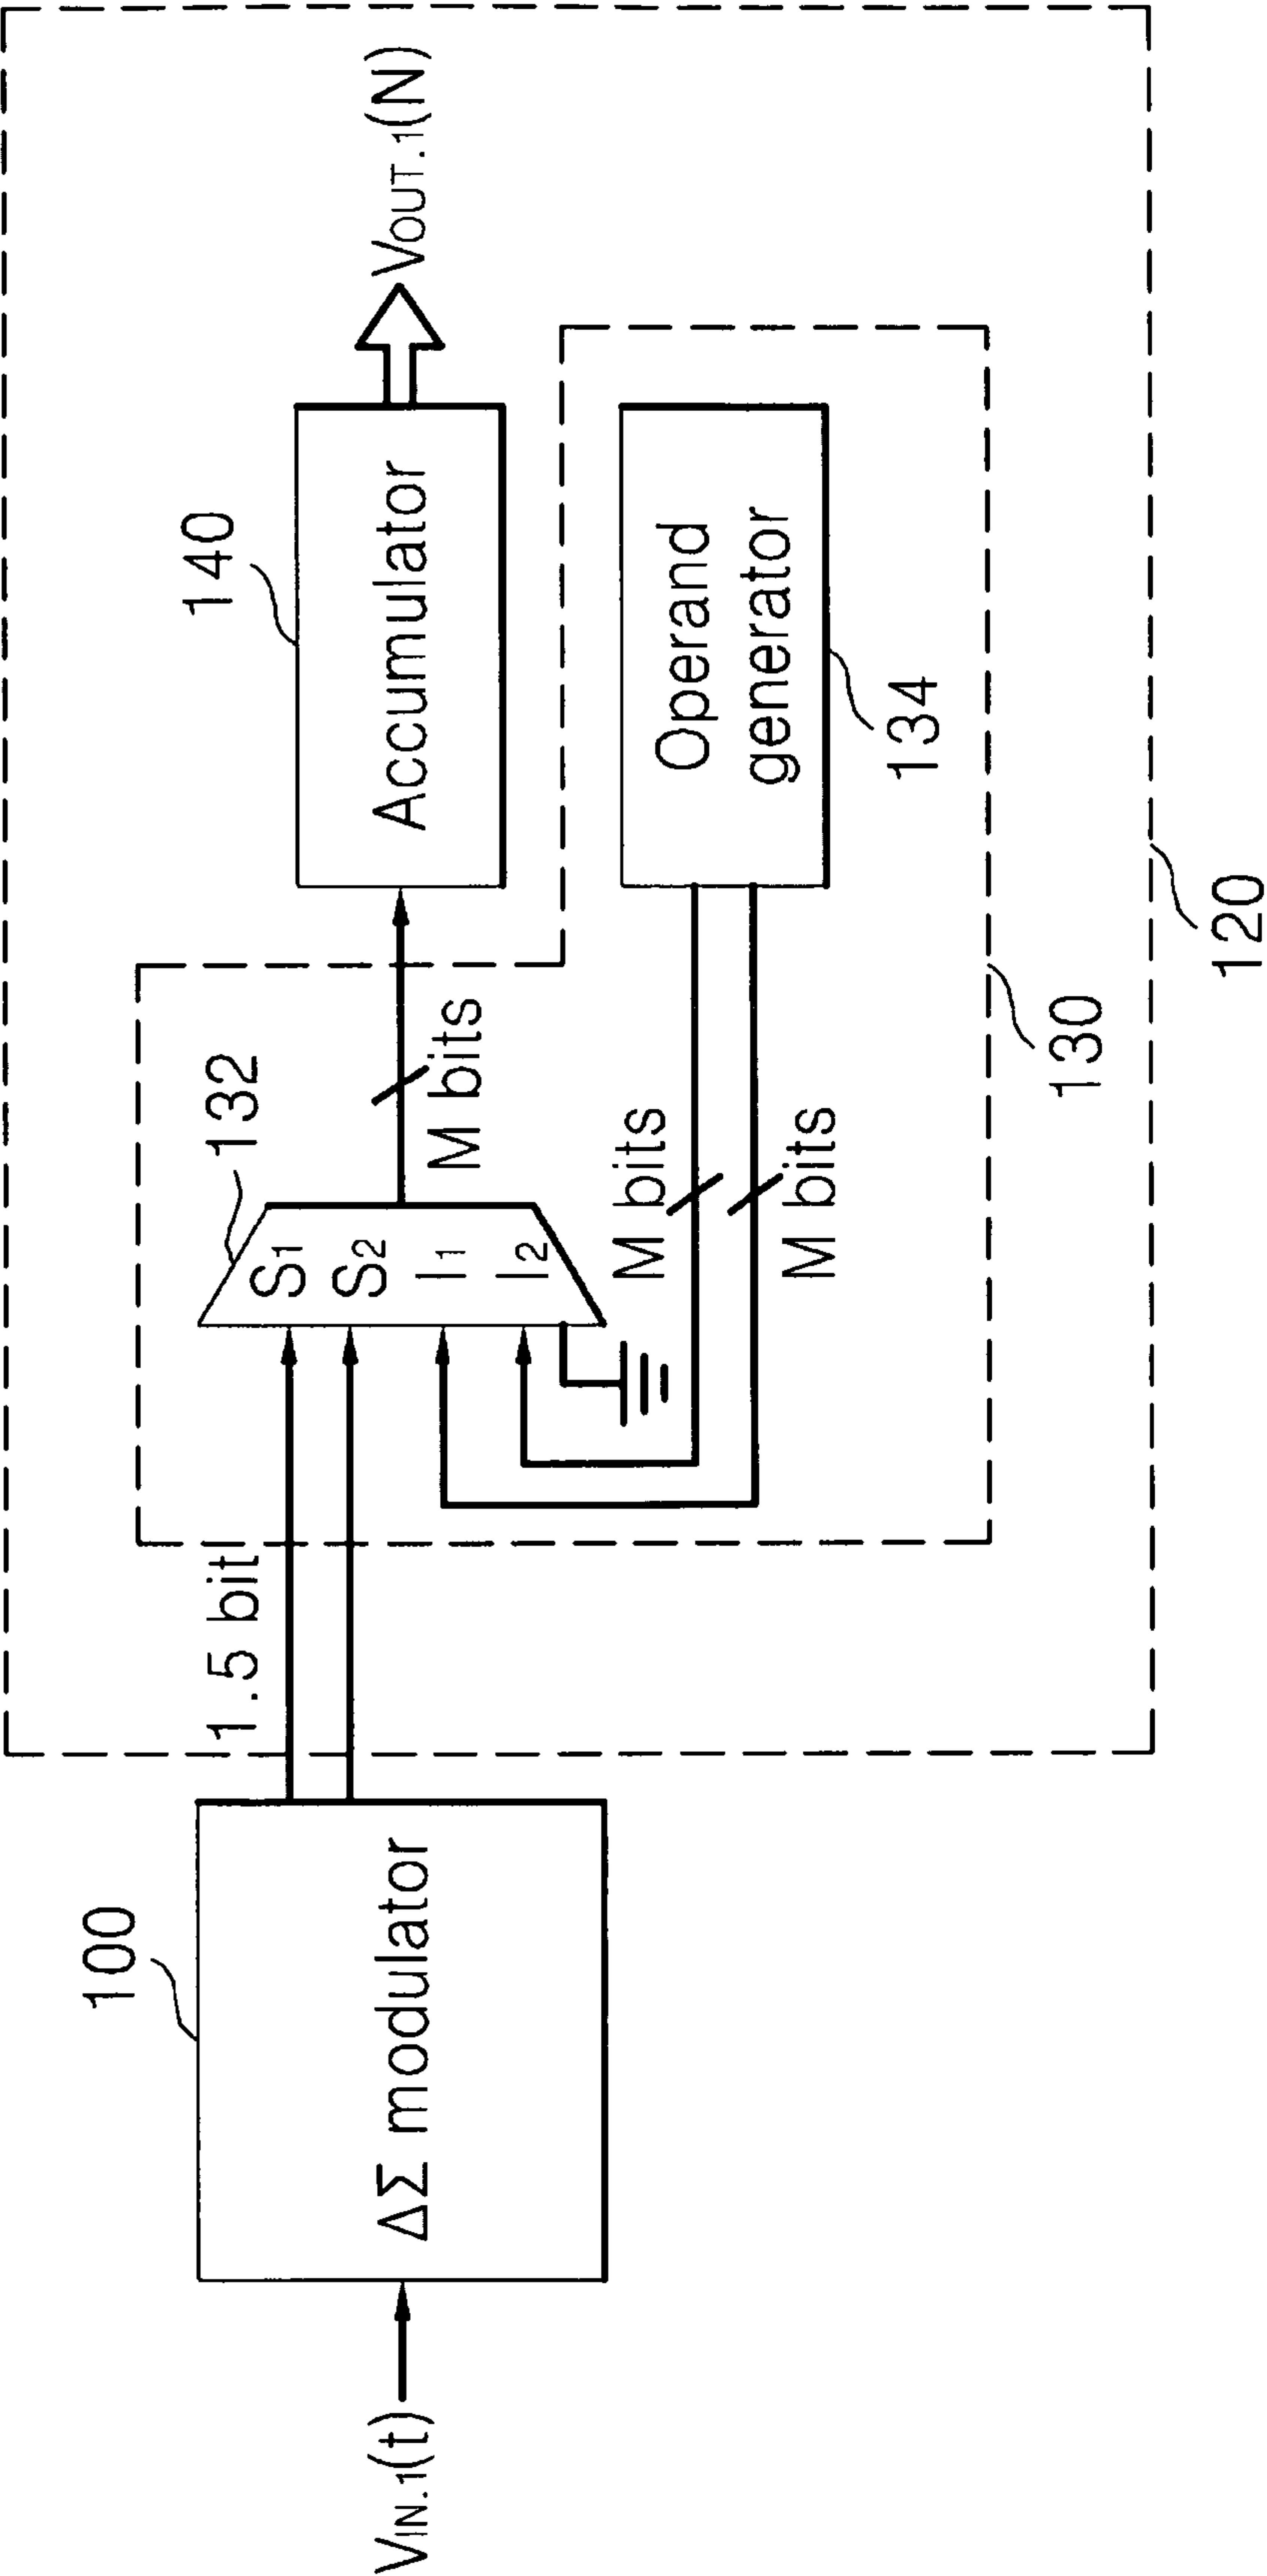 100
140
132
1.5 bit
VIN.1(t)
ΔΣ modulator
S1
S2
I1
I2
M bits
Accumulator
VOUT.1(N)
M bits
M bits
Operand
generator
134
130
120